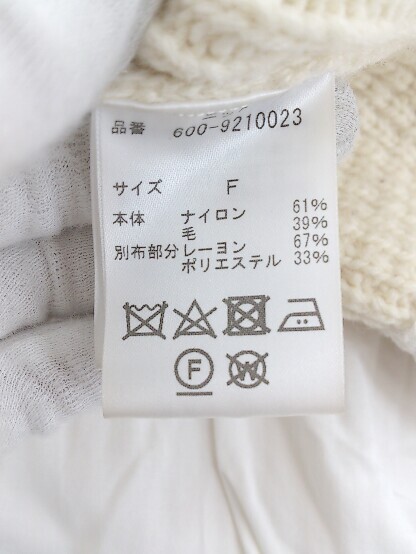 品番 600-9210023
サイズ F
本体 ナイロン 61%
毛 39%
別布部分 レーヨン 67%
ポリエステル 33%
F
W